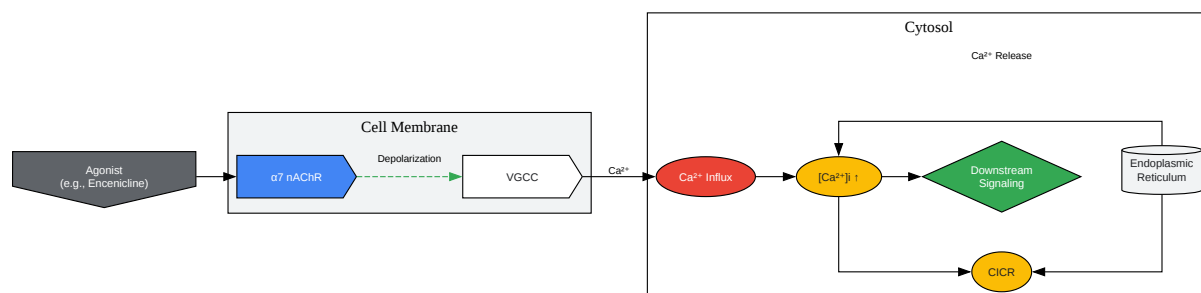 Cytosol
Ca²⁺ Release
Cell Membrane
Agonist
(e.g., Encenicline)
α7 nAChR
Depolarization
VGCC
Ca²⁺
Ca²⁺ Influx
[Ca²⁺]i ↑
Downstream
Signaling
Endoplasmic
Reticulum
CICR